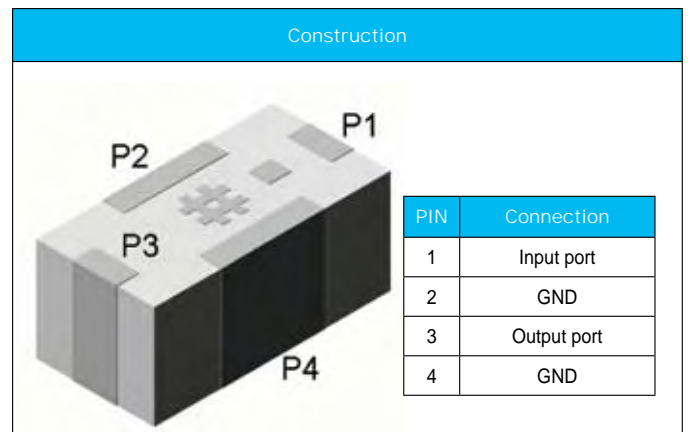 Construction
P1
P2
P3
P4
PIN Connection
1 Input port
2 GND
3 Output port
4 GND